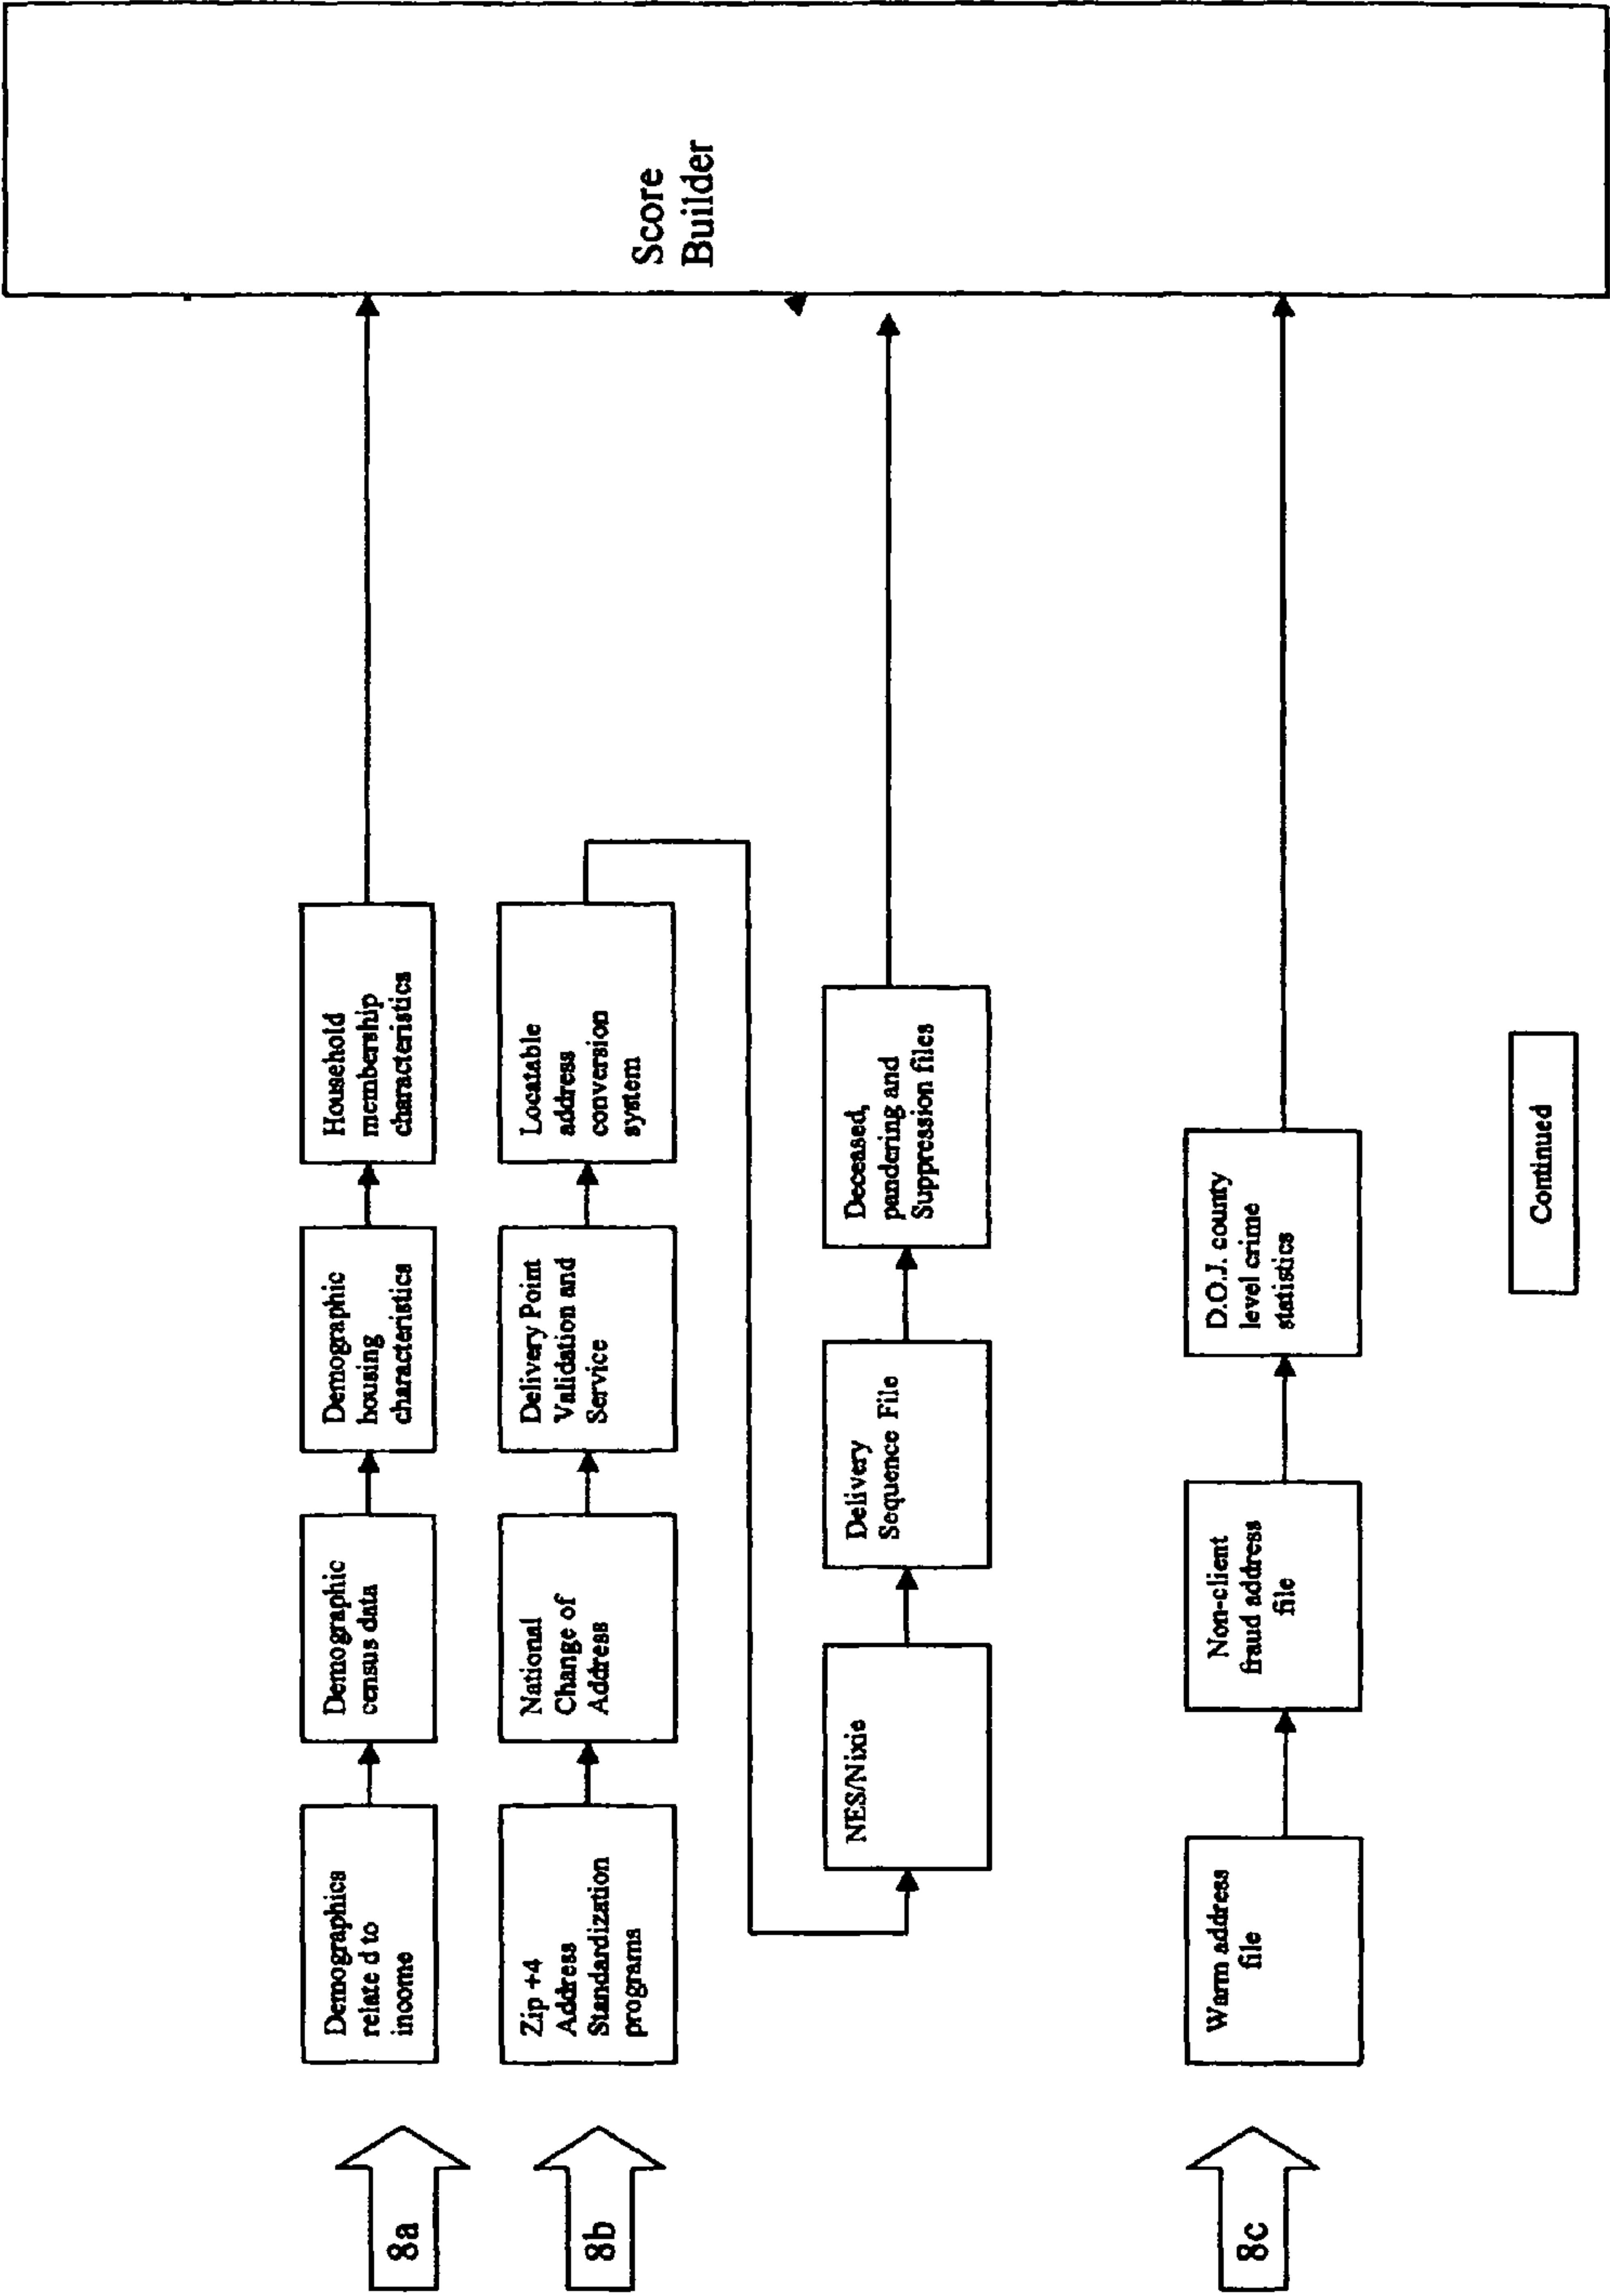 8a
Demographics
relate d to
income
Demographic
census data
Demographic
housing
characteristics
Household
membership
characteristics
8b
Zip +4
Address
Standardization
programs
National
Change of
Address
Delivery Point
Validation and
Service
Locatable
address
conversion
system
NES/Nixie
Delivery
Sequence File
Deceased,
pandering and
Suppression files
8c
Warm address
file
Non-client
fraud address
file
D.O.J. county
level crime
statistics
Score
Builder
Continued